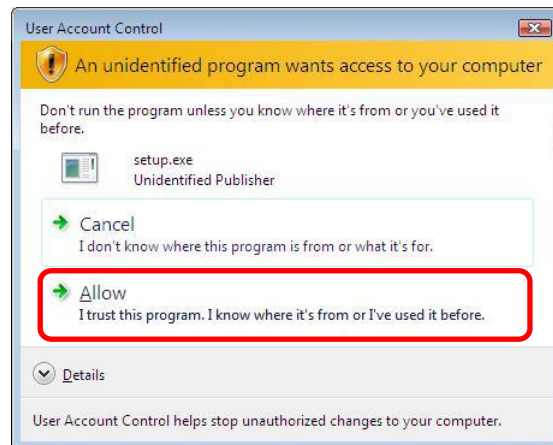 User Account Control
An unidentified program wants access to your computer
Don't run the program unless you know where it's from or you've used it
before.
setup.exe
Unidentified Publisher
Cancel
I don't know where this program is from or what it's for.
Allow
I trust this program. I know where it's from or I've used it before.
Details
User Account Control helps stop unauthorized changes to your computer.